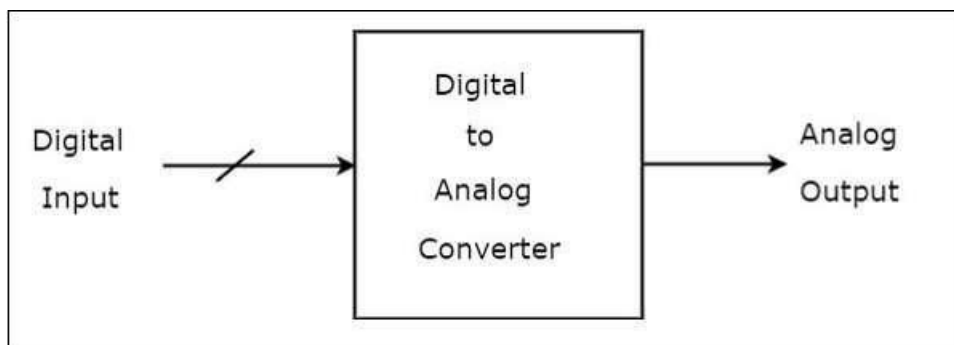 Digital
Input
Digital
to
Analog
Converter
Analog
Output